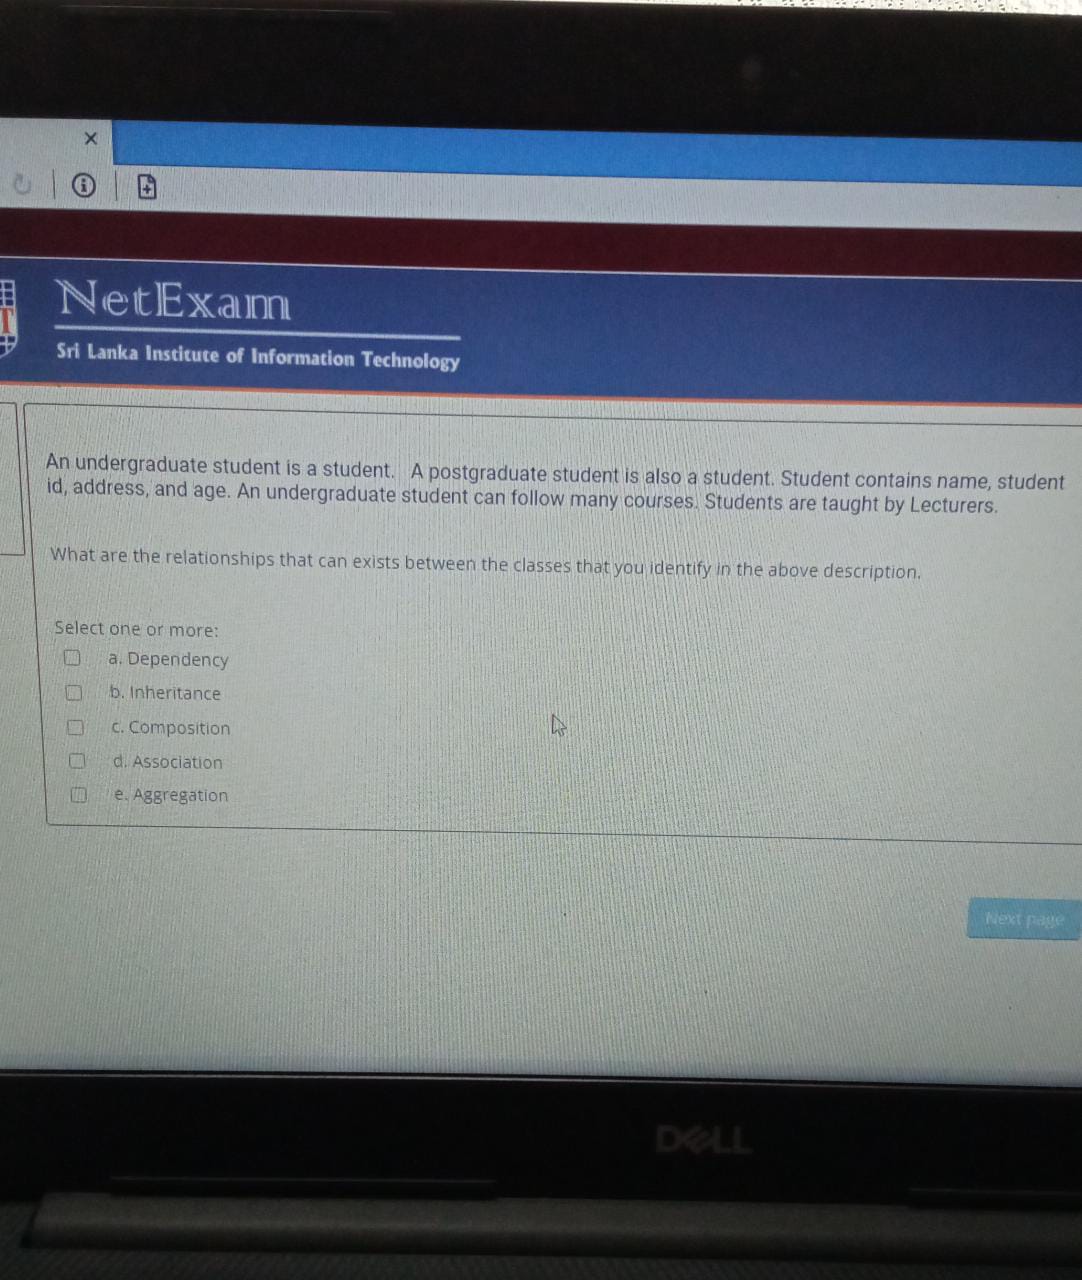 NetExam
Sri Lanka Institute of Information Technology
An undergraduate student is a student. A postgraduate student is also a student. Student contains name, student
id, address, and age. An undergraduate student can follow many courses. Students are taught by Lecturers.
What are the relationships that can exists between the classes that you identify in the above description.
Select one or more:
a. Dependency
b. Inheritance
c. Composition
d. Association
e. Aggregation
Next page
DELL